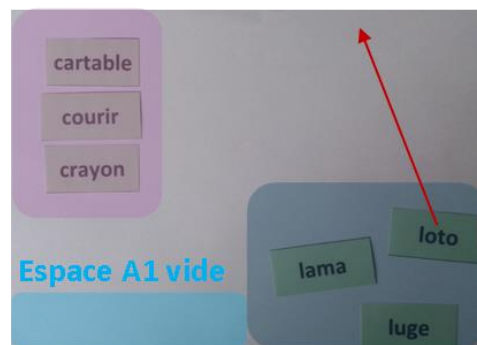 cartable
courir
crayon
loto
lama
Espace A1 vide
luge